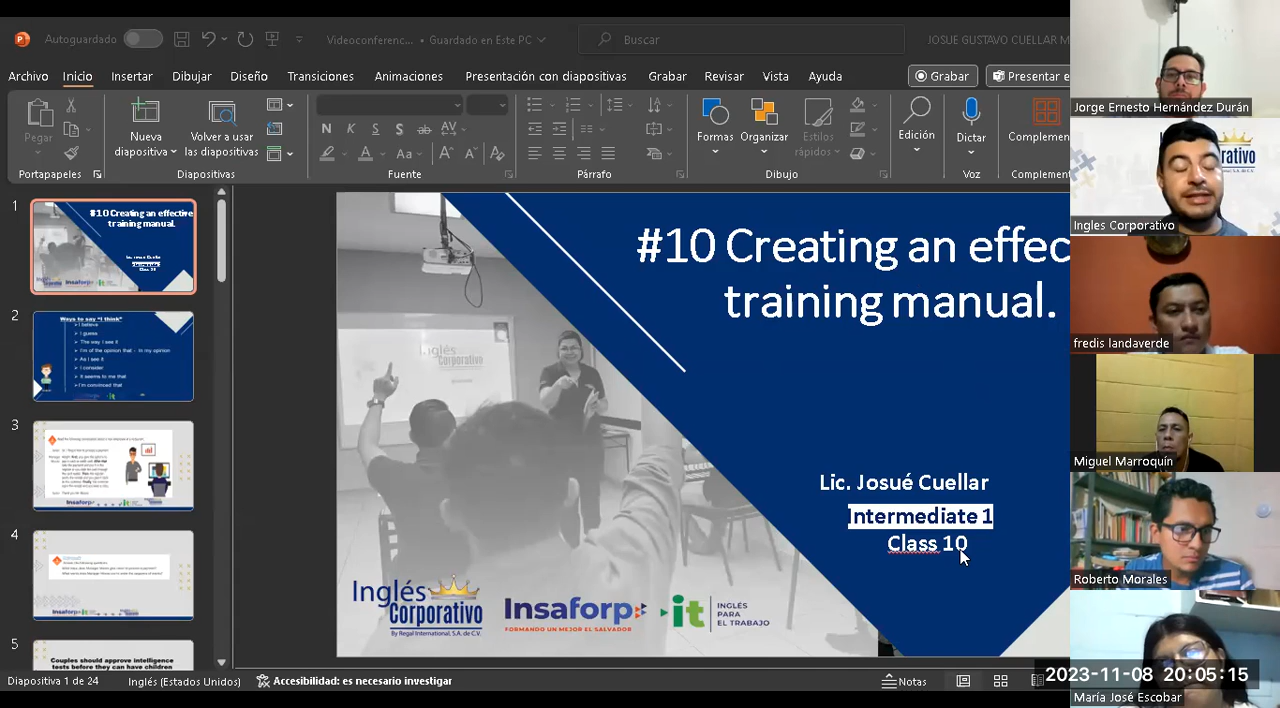 Autoguardado
Videoconferenc... • Guardado en Este PC
Buscar
JOSUE GUSTAVO CUELLAR M
Archivo Inicio Insertar Dibujar Diseño Transiciones Animaciones Presentación con diapositivas Grabar Revisar Vista Ayuda
Grabar
Presentar e
Pegar
Nueva
diapositiva
Volver a usar
las diapositivas
Formas
Organizar
Estilos
rápidos
Edición
Dictar
Complemen
Portapapeles
Diapositivas
Fuente
Párrafo
Dibujo
Voz
Complement
1
#10 Creating an effective
training manual.
2
Ways to say "I think"
I believe
I guess
The way I see it
I'm of the opinion that - In my opinion
As I see it
I consider
It seems to me that
I'm convinced that
3
4
5
Couples should approve intelligence
tests before they can have children
#10 Creating an effec
training manual.
Lic. Josué Cuellar
Intermediate 1
Class 10
Inglés
Corporativo
By Regal International, S.A. de C.V.
Insaforp
FORMANDO UN MEJOR EL SALVADOR
it
INGLÉS
PARA
EL TRABAJO
Diapositiva 1 de 24
Inglés (Estados Unidos)
Accesibilidad: es necesario investigar
Notas
Jorge Ernesto Hernández Durán
Ingles Corporativo
fredis landaverde
Miguel Marroquín
Roberto Morales
2023-11-08 20:05:15
María José Escobar